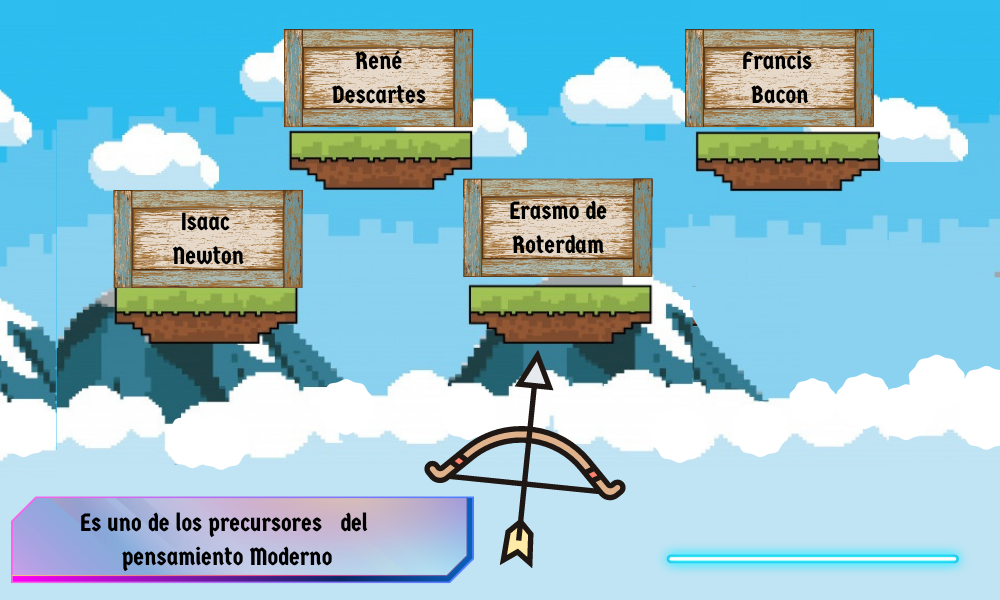 René
Descartes
Francis
Bacon
Isaac
Newton
Erasmo de
Roterdam
Es uno de los precursores del
pensamiento Moderno